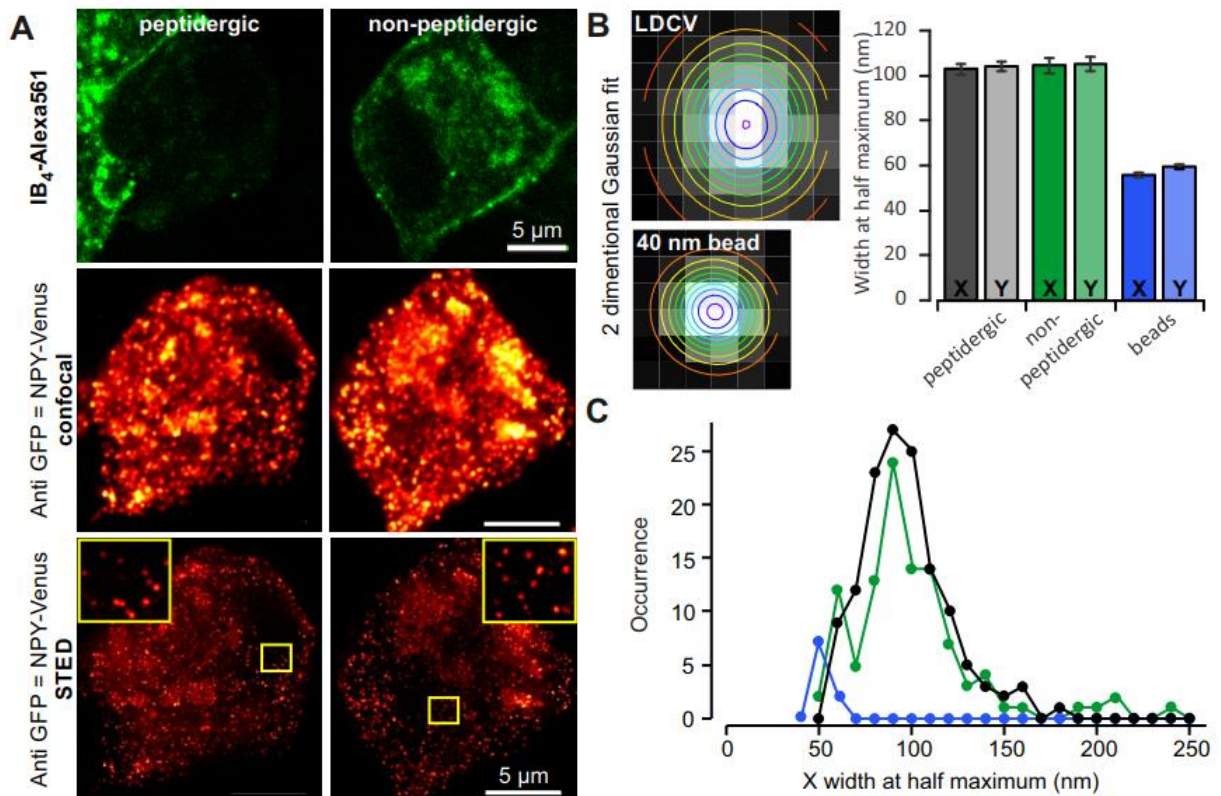 A
peptidergic
non-peptidergic
IB4-Alexa561
5 µm
Anti GFP = NPY-Venus
confocal
Anti GFP = NPY-Venus
STED
5 µm
B
2 dimentional Gaussian fit
LDCV
40 nm bead
Width at half maximum (nm)
120
100
80
60
40
20
0
X
Y
X
Y
X
Y
peptidergic
non-
peptidergic
beads
C
Occurrence
25
20
15
10
5
0
0
50
100
150
200
250
X width at half maximum (nm)